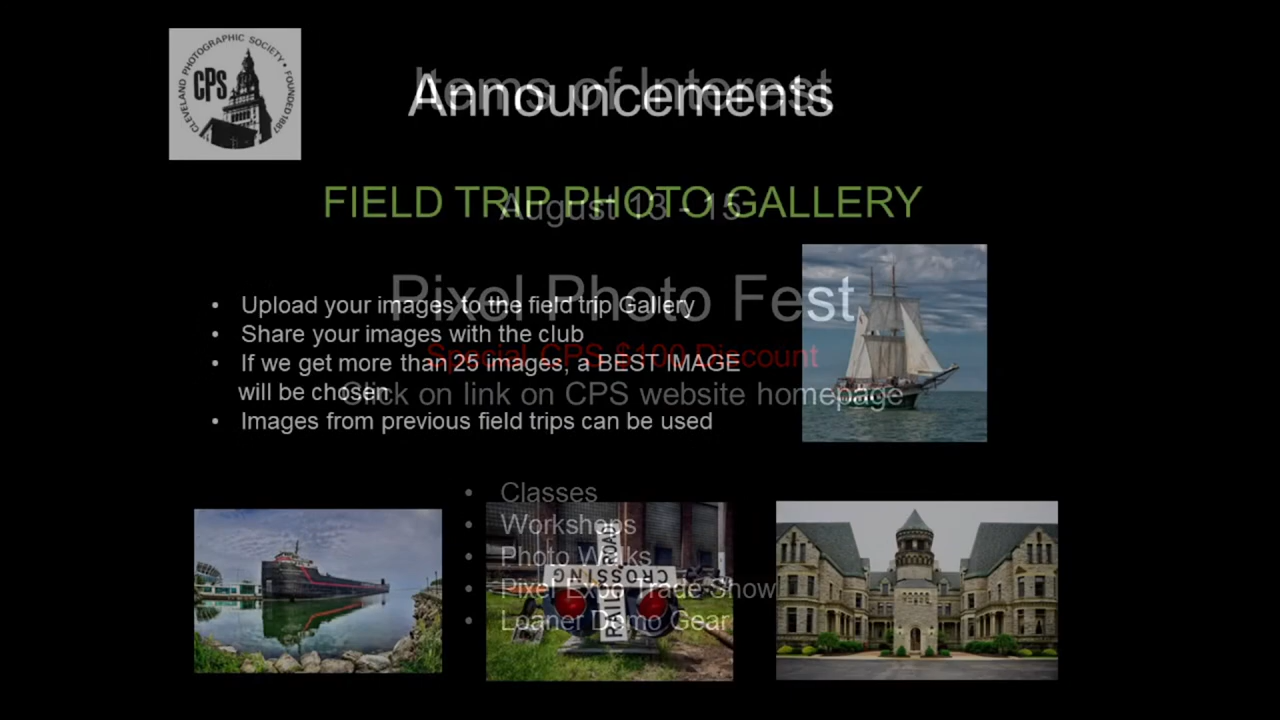 CLEVELAND PHOTOGRAPHIC SOCIETY • FOUNDED 1887
CPS
Items of Interest
Announcements
FIELD TRIP PHOTO GALLERY
August 13 - 15
Pixel Photo Fest
• Upload your images to the field trip Gallery
• Share your images with the club
Special CPS $100 Discount
• If we get more than 25 images, a BEST IMAGE
will be chosen
Click on link on CPS website homepage
• Images from previous field trips can be used
• Classes
• Workshops
• Photo Walks
• Pixel Expo Trade Show
• Loaner Demo Gear
RAILROAD
CROSSING